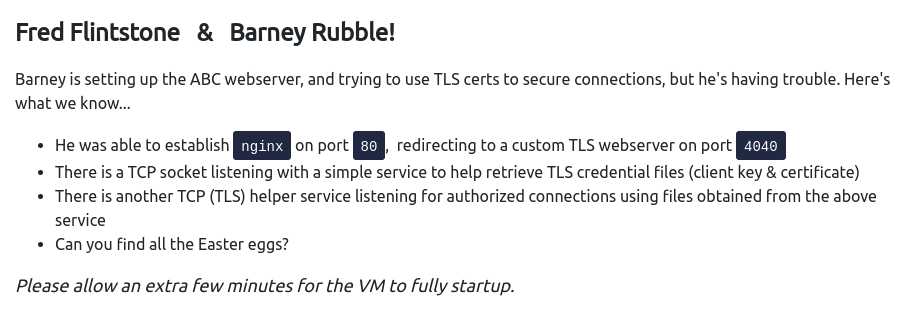 Fred Flintstone & Barney Rubble!
Barney is setting up the ABC webserver, and trying to use TLS certs to secure connections, but he's having trouble. Here's
what we know...
• He was able to establish nginx on port 80, redirecting to a custom TLS webserver on port 4040
• There is a TCP socket listening with a simple service to help retrieve TLS credential files (client key & certificate)
• There is another TCP (TLS) helper service listening for authorized connections using files obtained from the above
service
• Can you find all the Easter eggs?
Please allow an extra few minutes for the VM to fully startup.